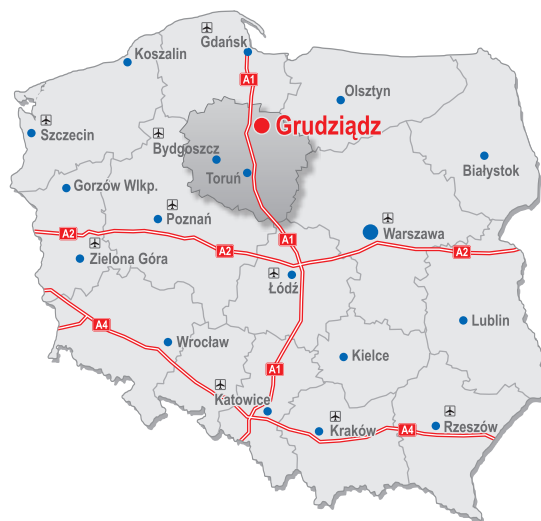 Gdańsk
Koszalin
A1
Olsztyn
Grudziądz
Szczecin
Bydgoszcz
Białystok
Toruń
Gorzów Wlkp.
Poznań
A2
Warszawa
A1
A2
A2
Zielona Góra
Łódź
A4
Lublin
Wrocław
Kielce
A1
Katowice
Kraków
A4
Rzeszów